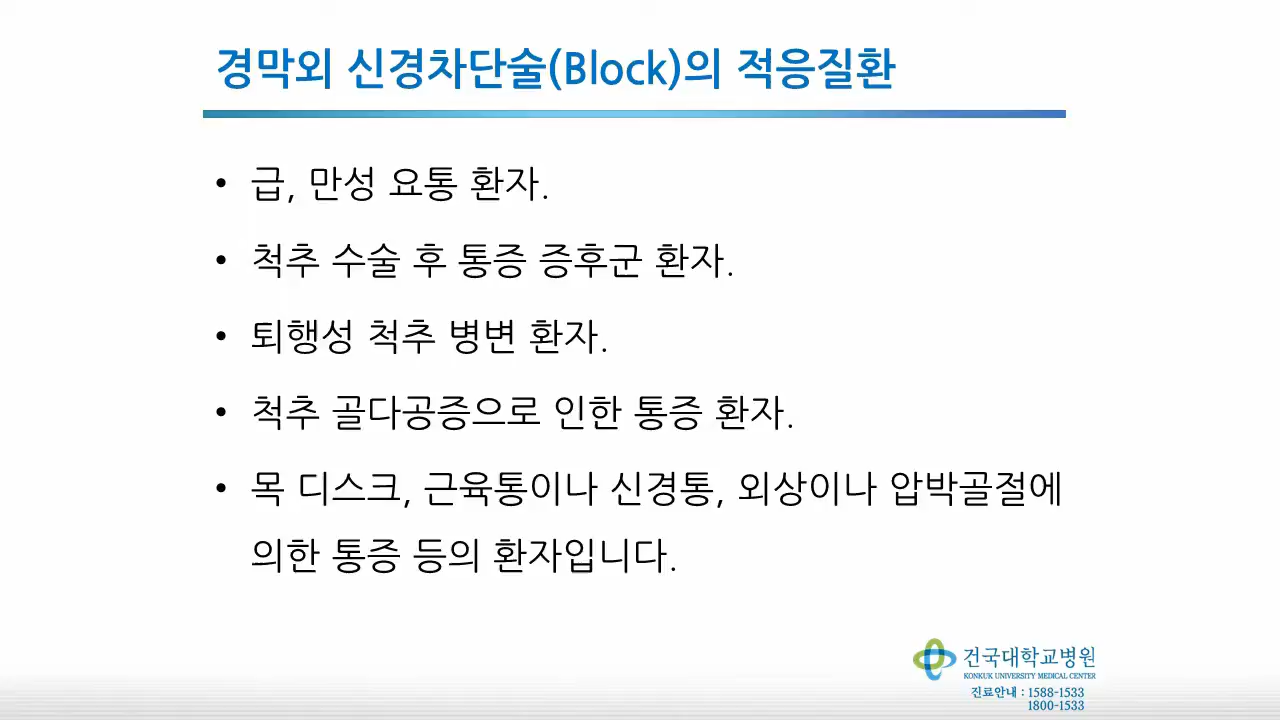 경막외 신경차단술(Block)의 적응질환
• 급, 만성 요통 환자.
• 척추 수술 후 통증 증후군 환자.
• 퇴행성 척추 병변 환자.
• 척추 골다공증으로 인한 통증 환자.
• 목 디스크, 근육통이나 신경통, 외상이나 압박골절에
의한 통증 등의 환자입니다.
건국대학교병원
KONKUK UNIVERSITY MEDICAL CENTER
진료안내 : 1588-1533
1800-1533